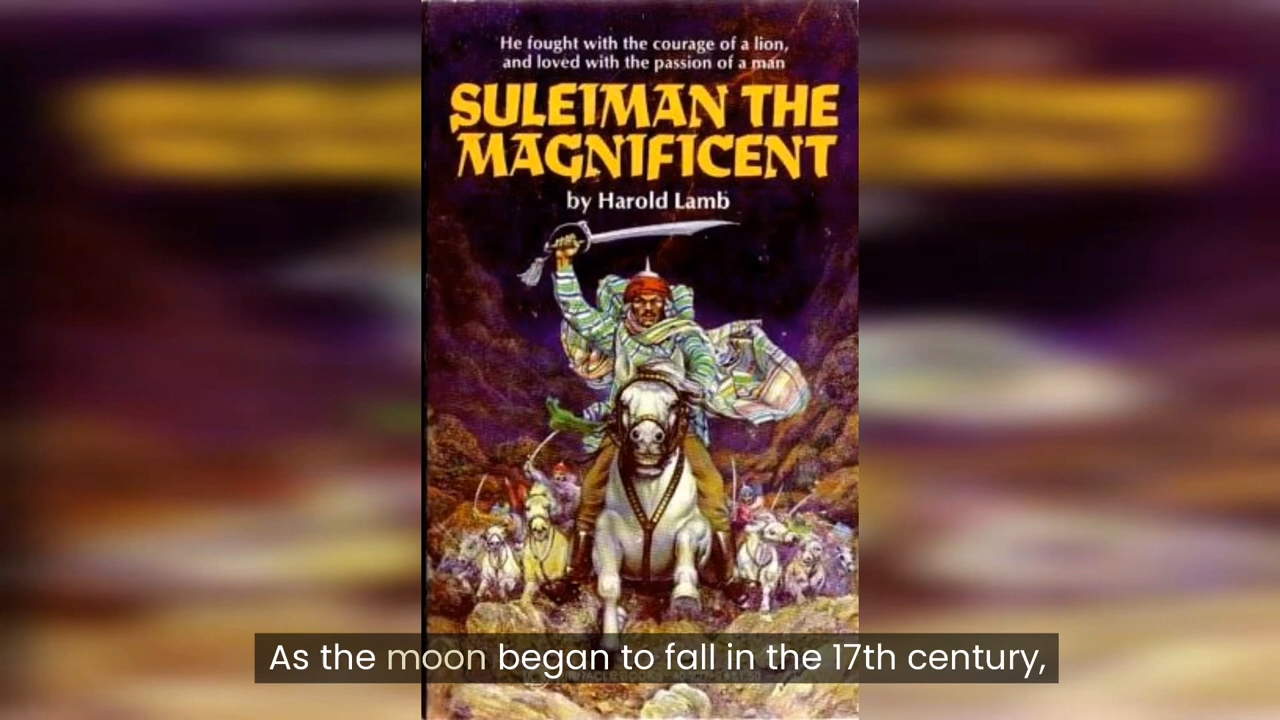 He fought with the courage of a lion,
and loved with the passion of a man
SULEIMAN THE
MAGNIFICENT
by Harold Lamb
As the moon began to fall in the 17th century,